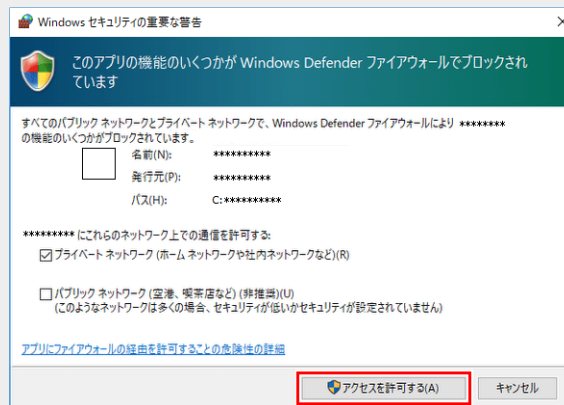 Windows セキュリティの重要な警告
このアプリの機能のいくつかが Windows Defender ファイアウォールでブロックされ
ています
すべてのパブリック ネットワークとプライベート ネットワークで、Windows Defender ファイアウォールにより ********
の機能のいくつかがブロックされています。
名前(N): **********
発行元(P): **********
パス(H): C:**********
********* にこれらのネットワーク上での通信を許可する:
プライベート ネットワーク (ホーム ネットワークや社内ネットワークなど)(R)
パブリック ネットワーク (空港、喫茶店など) (非推奨)(U)
(このようなネットワークは多くの場合、セキュリティが低いかセキュリティが設定されていません)
アプリにファイアウォールの経由を許可することの危険性の詳細
アクセスを許可する(A) キャンセル